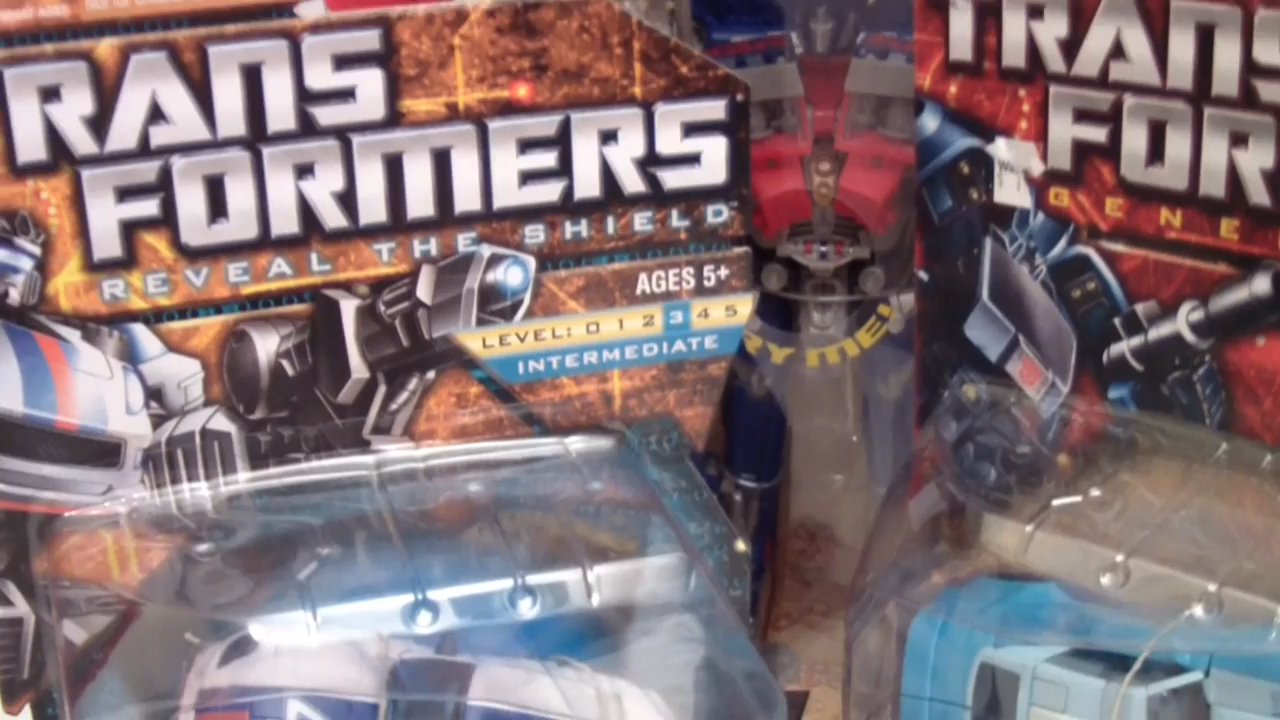 RANS
FORMERS
REVEAL THE SHIELD™
AGES 5+
LEVEL: 0 1 2 3 4 5
INTERMEDIATE
RY ME!
TRANS
FOR
GENE